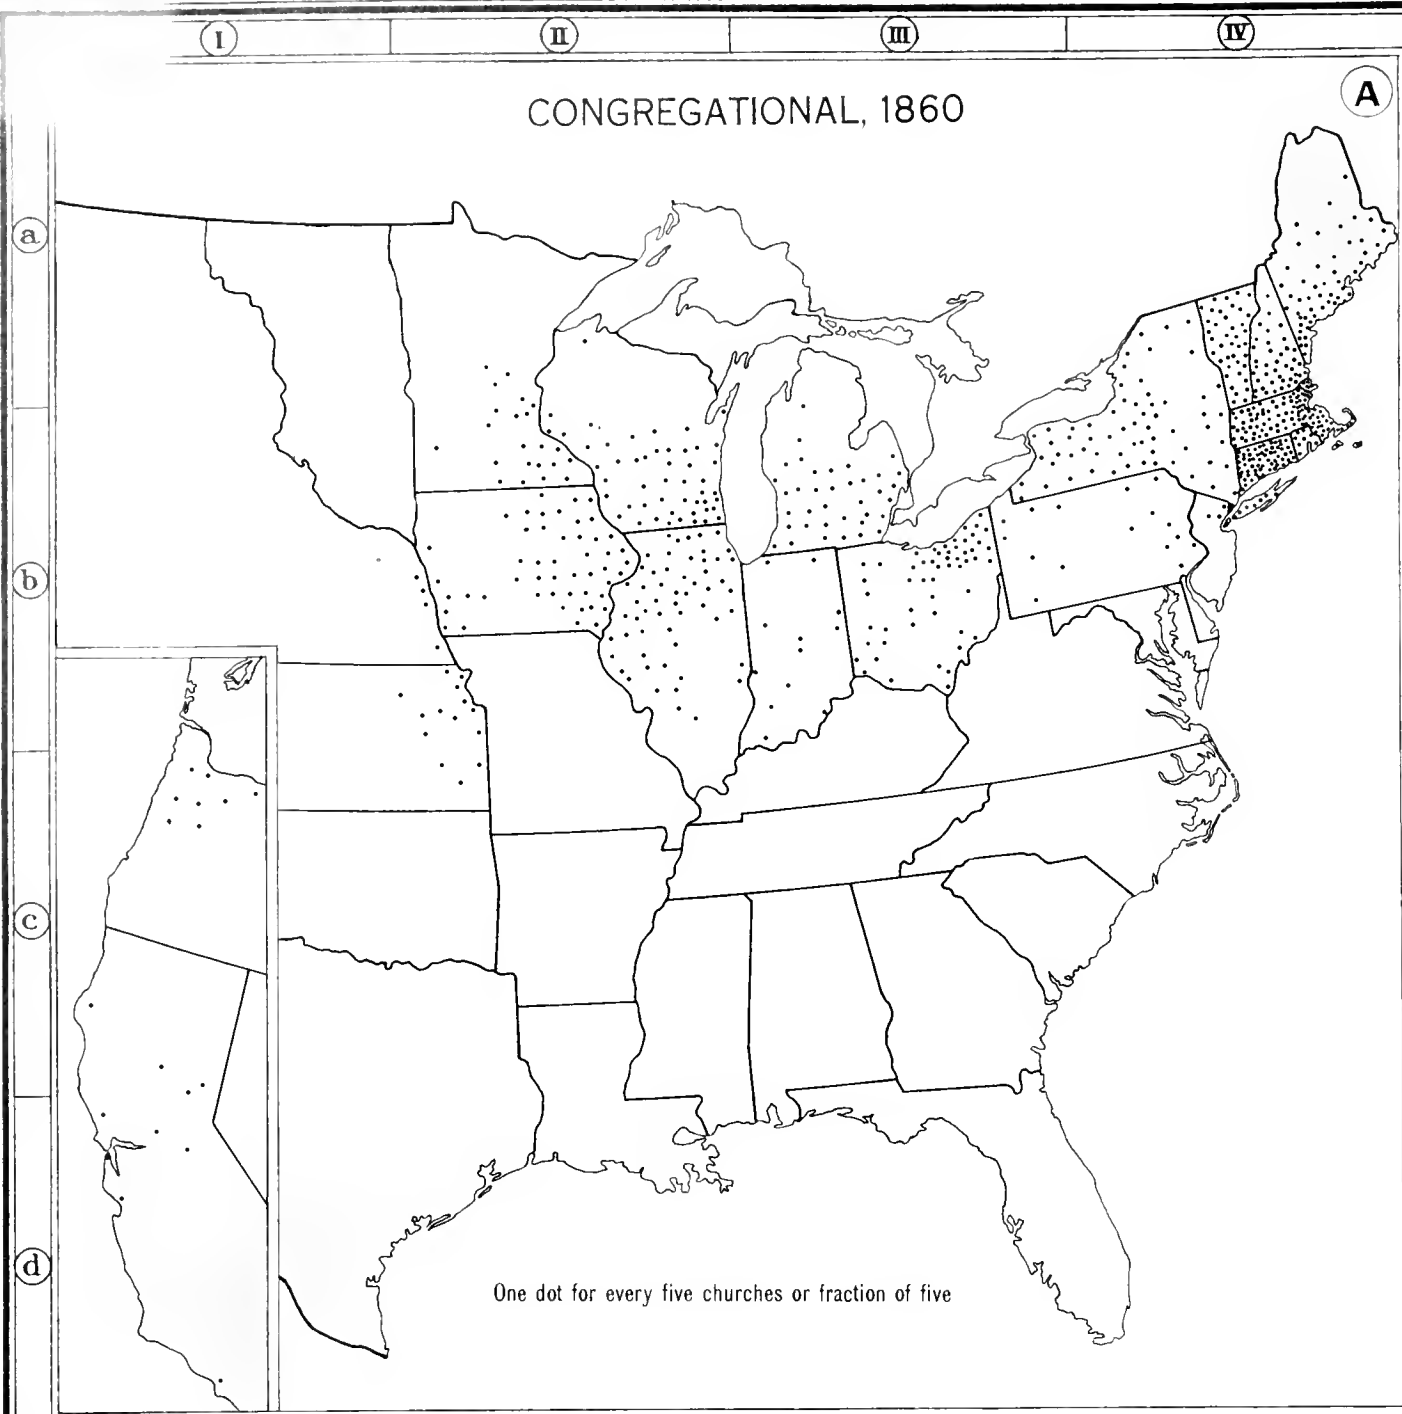 I II III IV
A
CONGREGATIONAL, 1860
a
b
c
d
One dot for every five churches or fraction of five